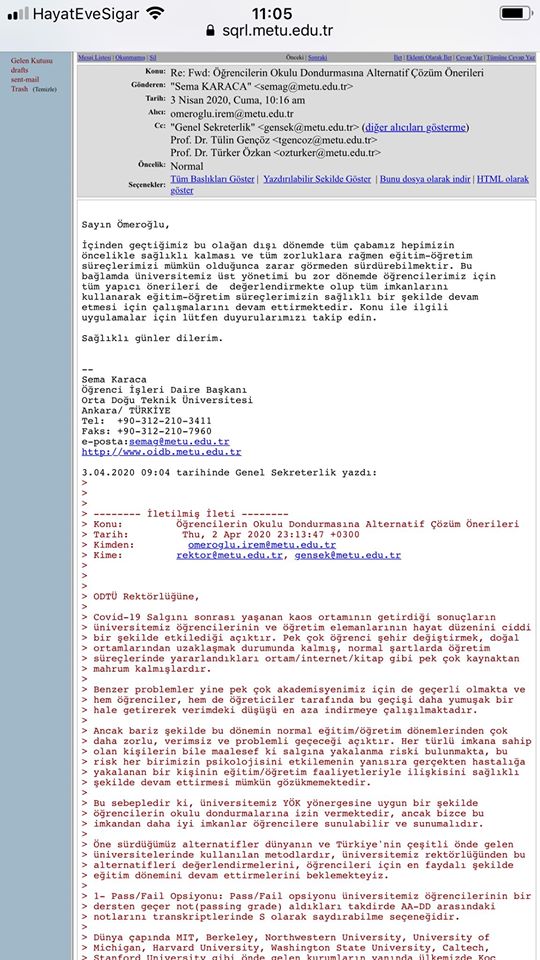 HayatEveSigar 11:05
sqrl.metu.edu.tr
Gelen Kutusu
drafts
sent-mail
Trash (Temizle)
Mesaj Listesi | Okunmamış | Sil Önceki | Sonraki İlet | Eklenti Olarak İlet | Cevap Yaz | Tümüne Cevap Yaz
Konu: Re: Fwd: Öğrencilerin Okulu Dondurmasına Alternatif Çözüm Önerileri
Gönderen: "Sema KARACA" <semag@metu.edu.tr>
Tarih: 3 Nisan 2020, Cuma, 10:16 am
Alıcı: omeroglu.irem@metu.edu.tr
Cc: "Genel Sekreterlik" <gensek@metu.edu.tr> (diğer alıcıları gösterme)
Prof. Dr. Tülin Gençöz <tgencoz@metu.edu.tr>
Prof. Dr. Türker Özkan <ozturker@metu.edu.tr>
Öncelik: Normal
Seçenekler: Tüm Başlıkları Göster | Yazdırılabilir Sekilde Göster | Bunu dosya olarak indir | HTML olarak
göster
Sayın Ömeroğlu,
İçinden geçtiğimiz bu olağan dışı dönemde tüm çabamız hepimizin
öncelikle sağlıklı kalması ve tüm zorluklara rağmen eğitim-öğretim
süreçlerimizi mümkün olduğunca zarar görmeden sürdürebilmektir. Bu
bağlamda üniversitemiz üst yönetimi bu zor dönemde öğrencilerimiz için
tüm yapıcı önerileri de değerlendirmekte olup tüm imkanlarını
kullanarak eğitim-öğretim süreçlerimizin sağlıklı bir şekilde devam
etmesi için çalışmalarını devam ettirmektedir. Konu ile ilgili
uygulamalar için lütfen duyurularımızı takip edin.
Sağlıklı günler dilerim.
--
Sema Karaca
Öğrenci İşleri Daire Başkanı
Orta Doğu Teknik Üniversitesi
Ankara/ TÜRKİYE
Tel: +90-312-210-3411
Faks: +90-312-210-7960
e-posta:semag@metu.edu.tr
http://www.oidb.metu.edu.tr
3.04.2020 09:04 tarihinde Genel Sekreterlik yazdı:
>
>
>
> -------- İletilmiş İleti --------
> Konu: Öğrencilerin Okulu Dondurmasına Alternatif Çözüm Önerileri
> Tarih: Thu, 2 Apr 2020 23:13:47 +0300
> Kimden: omeroglu.irem@metu.edu.tr
> Kime: rektor@metu.edu.tr, gensek@metu.edu.tr
>
>
>
> ODTÜ Rektörlüğüne,
>
> Covid-19 Salgını sonrası yaşanan kaos ortamının getirdiği sonuçların
> üniversitemiz öğrencilerinin ve öğretim elemanlarının hayat düzenini ciddi
> bir şekilde etkilediği açıktır. Pek çok öğrenci şehir değiştirmek, doğal
> ortamlarından uzaklaşmak durumunda kalmış, normal şartlarda öğretim
> süreçlerinde yararlandıkları ortam/internet/kitap gibi pek çok kaynaktan
> mahrum kalmışlardır.
>
> Benzer problemler yine pek çok akademisyenimiz için de geçerli olmakta ve
> hem öğrenciler, hem de öğreticiler tarafında bu geçişi daha yumuşak bir
> hale getirerek verimdeki düşüşü en aza indirmeye çalışılmaktadır.
>
> Ancak bariz şekilde bu dönemin normal eğitim/öğretim dönemlerinden çok
> daha zorlu, verimsiz ve problemli geçeceği açıktır. Her türlü imkana sahip
> olan kişilerin bile maalesef ki salgına yakalanma riski bulunmakta, bu
> risk her birimizin psikolojisini etkilemenin yanısıra gerçekten hastalığa
> yakalanan bir kişinin eğitim/öğretim faaliyetleriyle ilişkisini sağlıklı
> şekilde devam ettirmesi mümkün gözükmemektedir.
>
> Bu sebepledir ki, üniversitemiz YÖK yönergesine uygun bir şekilde
> öğrencilerin okulu dondurmalarına izin vermektedir, ancak bizce bu
> imkandan daha iyi imkanlar öğrencilere sunulabilir ve sunumalıdır.
>
> Öne sürdüğümüz alternatifler dünyanın ve Türkiye'nin çeşitli önde gelen
> üniversitelerinde kullanılan metodlardır, üniversitemiz rektörlüğünden bu
> alternatifleri değerlendirmelerini, öğrencileri için en faydalı şekilde
> eğitim dönemini devam ettirmelerini beklemekteyiz.
>
> 1- Pass/Fail Opsiyonu: Pass/Fail opsiyonu üniversitemiz öğrencilerinin bir
> dersten geçer not(passing grade) aldıkları takdirde AA-DD arasındaki
> notlarını transkriptlerinde S olarak saydırabilme seçeneğidir.
>
> Dünya çapında MIT, Berkeley, Northwestern University, University of
> Michigan, Harvard University, Washington State University, Caltech,
> Stanford University gibi önde gelen kurumların yanında ülkemizde Koç